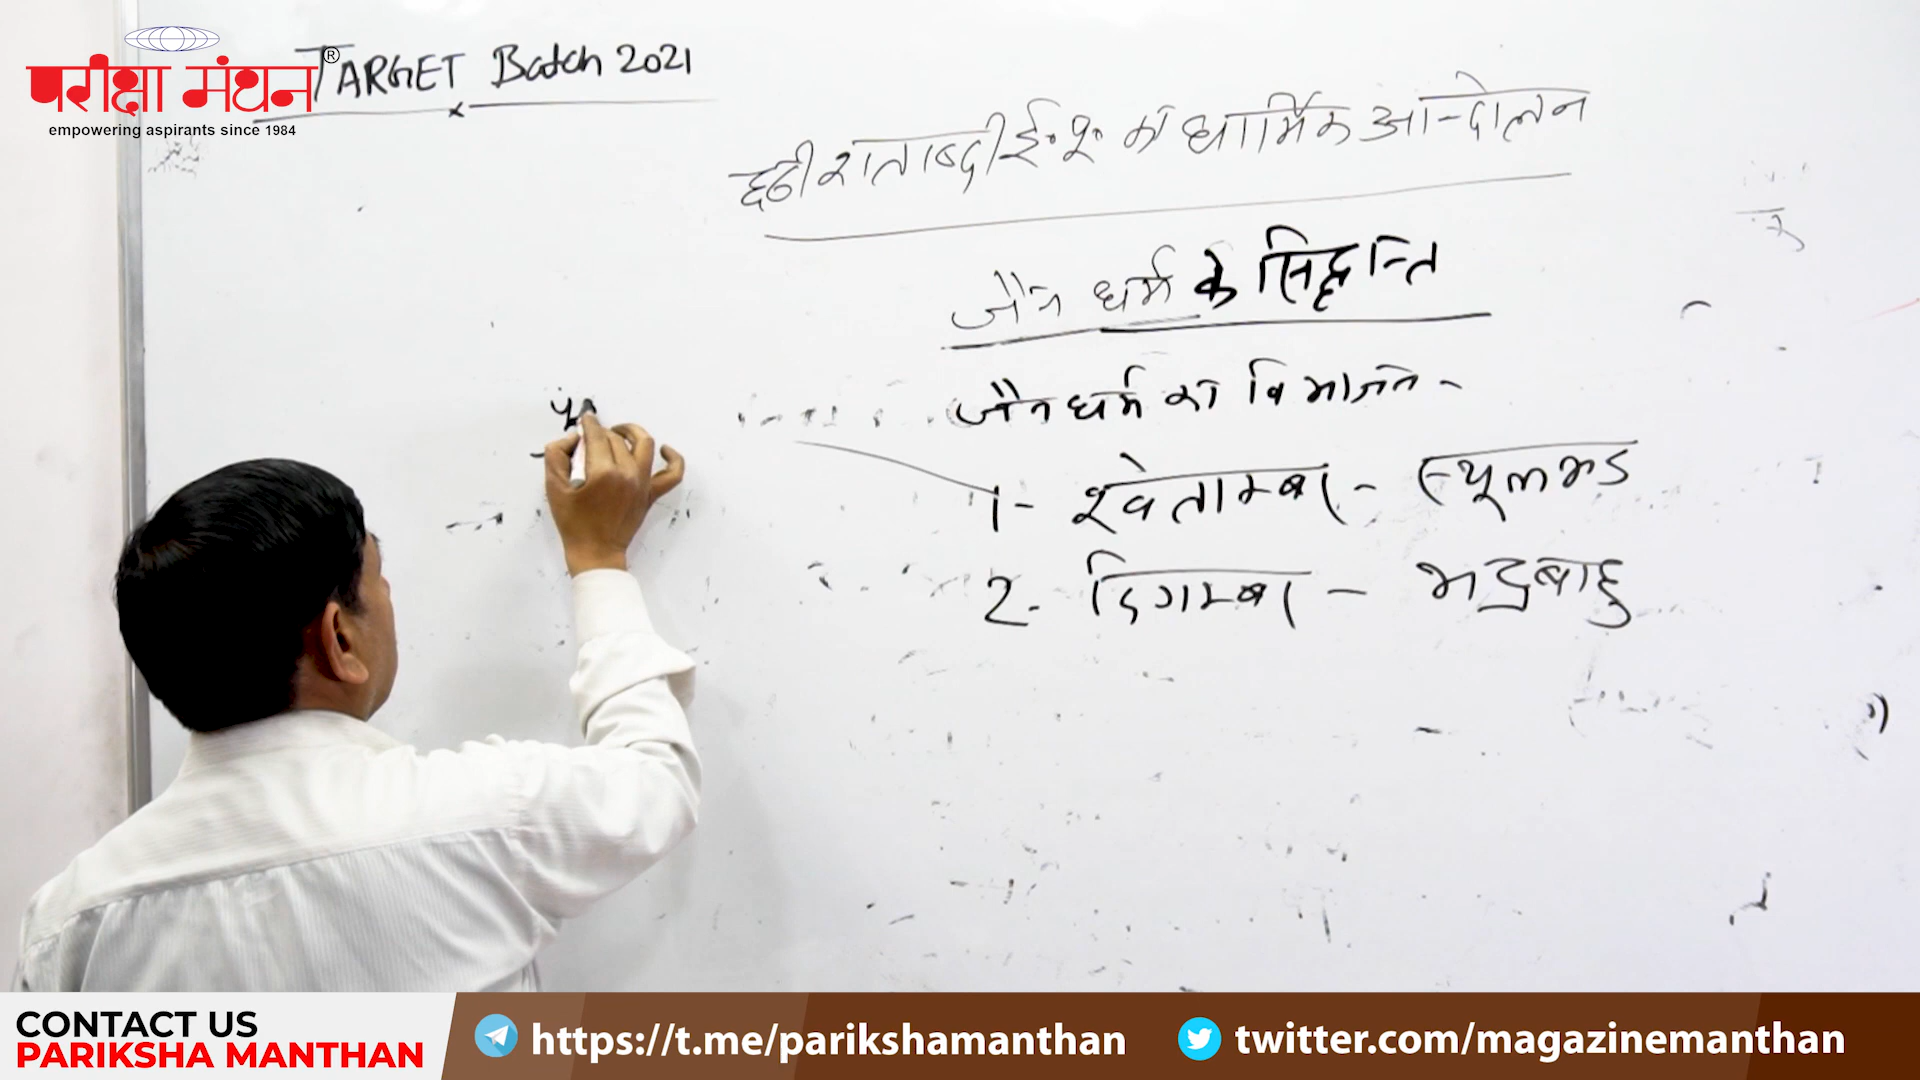 परीक्षा मंथन®
empowering aspirants since 1984
TARGET Batch 2021
छठी शताब्दी ई॰ पू॰ का धार्मिक आन्दोलन
जैन धर्म के सिद्धान्त
जैन धर्म का विभाजन -
1- श्वेताम्बर - स्थूलभद्र
2- दिगम्बर - भद्रबाहु
CONTACT US
PARIKSHA MANTHAN
https://t.me/parikshamanthan
twitter.com/magazinemanthan